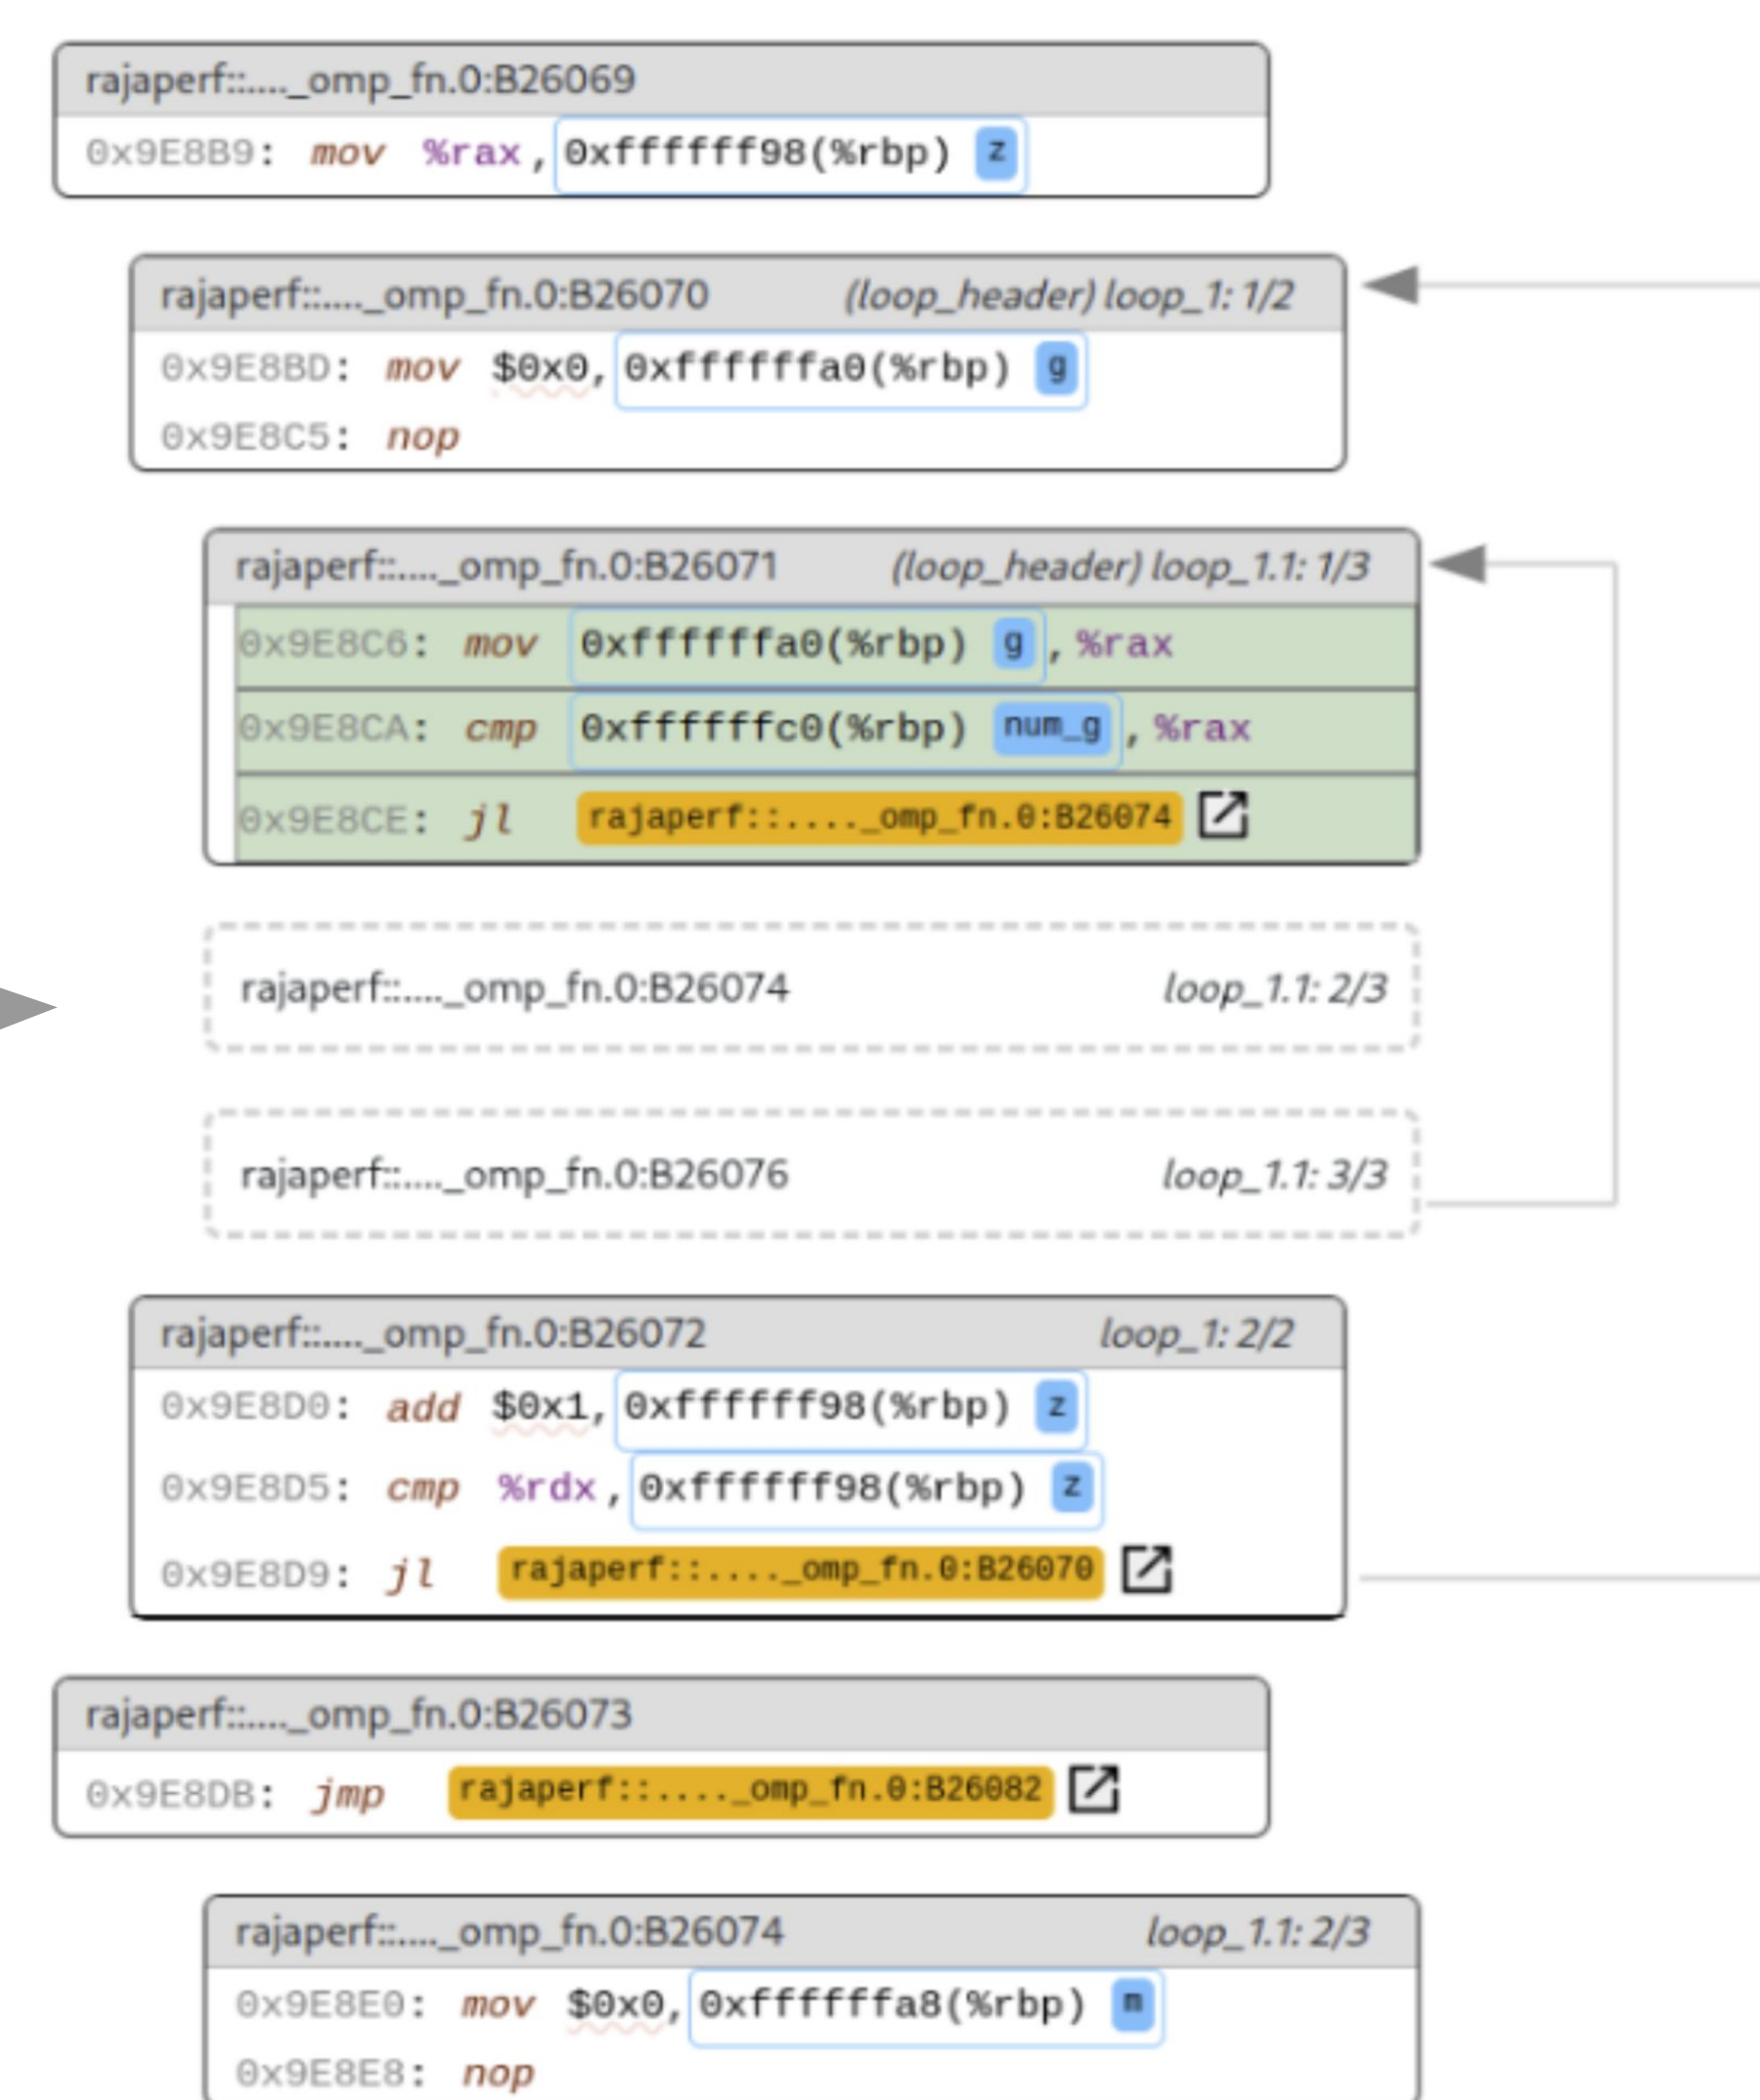 rajaperf::...._omp_fn.0:B26069
0x9E8B9: mov %rax, 0xffffff98(%rbp) z
rajaperf::...._omp_fn.0:B26070 (loop_header) loop_1: 1/2
0x9E8BD: mov $0x0, 0xffffffa0(%rbp) g
0x9E8C5: nop
rajaperf::...._omp_fn.0:B26071 (loop_header) loop_1.1: 1/3
0x9E8C6: mov 0xffffffa0(%rbp) g , %rax
0x9E8CA: cmp 0xffffffc0(%rbp) num_g , %rax
0x9E8CE: jl rajaperf::...._omp_fn.0:B26074
rajaperf::...._omp_fn.0:B26074 loop_1.1: 2/3
rajaperf::...._omp_fn.0:B26076 loop_1.1: 3/3
rajaperf::...._omp_fn.0:B26072 loop_1: 2/2
0x9E8D0: add $0x1, 0xffffff98(%rbp) z
0x9E8D5: cmp %rdx, 0xffffff98(%rbp) z
0x9E8D9: jl rajaperf::...._omp_fn.0:B26070
rajaperf::...._omp_fn.0:B26073
0x9E8DB: jmp rajaperf::...._omp_fn.0:B26082
rajaperf::...._omp_fn.0:B26074 loop_1.1: 2/3
0x9E8E0: mov $0x0, 0xffffffa8(%rbp) m
0x9E8E8: nop